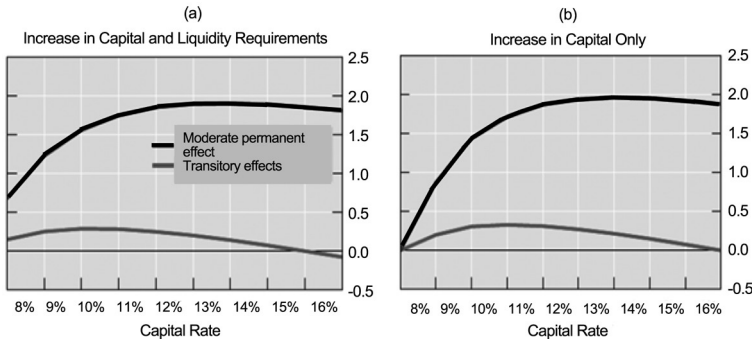 (a)
Increase in Capital and Liquidity Requirements
2.5
2.0
1.5
1.0
0.5
0.0
-0.5
Moderate permanent
effect
Transitory effects
8% 9% 10% 11% 12% 13% 14% 15% 16%
Capital Rate
(b)
Increase in Capital Only
2.5
2.0
1.5
1.0
0.5
0.0
-0.5
8% 9% 10% 11% 12% 13% 14% 15% 16%
Capital Rate